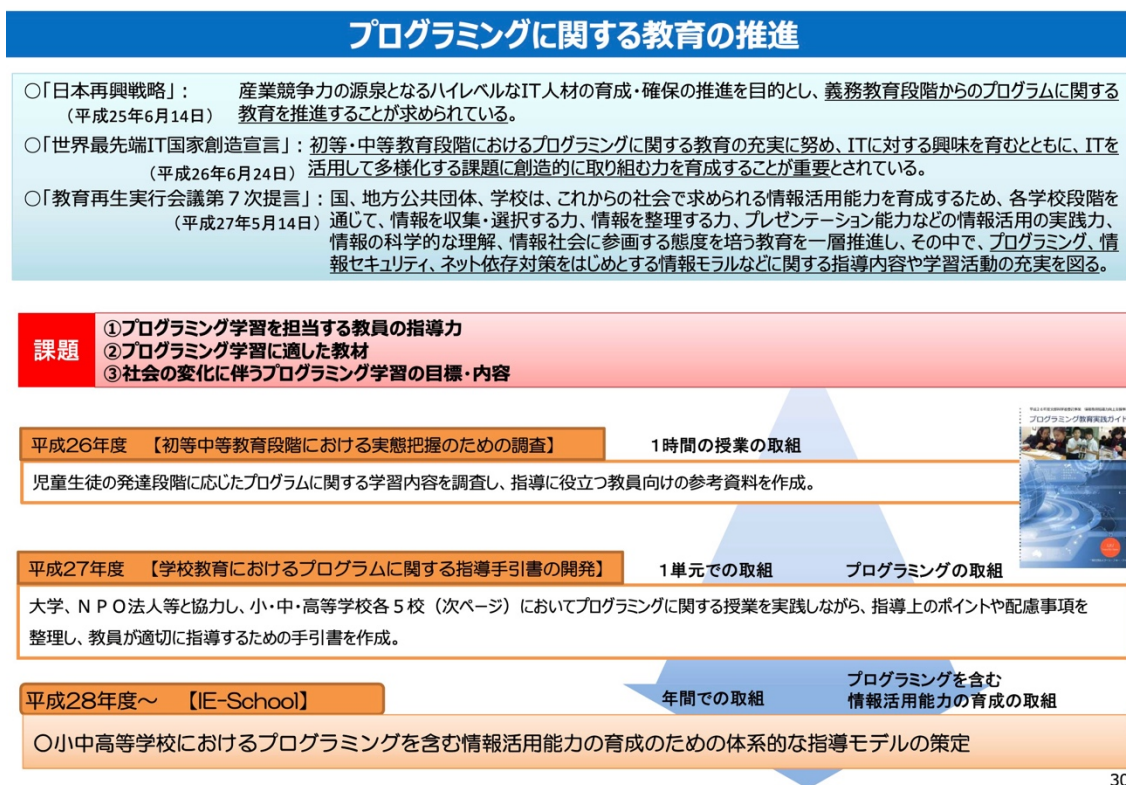 プログラミングに関する教育の推進
○「日本再興戦略」： 産業競争力の源泉となるハイレベルなIT人材の育成・確保の推進を目的とし、義務教育段階からのプログラムに関する
（平成25年6月14日） 教育を推進することが求められている。
○「世界最先端IT国家創造宣言」：初等・中等教育段階におけるプログラミングに関する教育の充実に努め、ITに対する興味を育むとともに、ITを
（平成26年6月24日） 活用して多様化する課題に創造的に取り組む力を育成することが重要とされている。
○「教育再生実行会議第７次提言」：国、地方公共団体、学校は、これからの社会で求められる情報活用能力を育成するため、各学校段階を
（平成27年5月14日） 通じて、情報を収集・選択する力、情報を整理する力、プレゼンテーション能力などの情報活用の実践力、
情報の科学的な理解、情報社会に参画する態度を培う教育を一層推進し、その中で、プログラミング、情
報セキュリティ、ネット依存対策をはじめとする情報モラルなどに関する指導内容や学習活動の充実を図る。
課題
①プログラミング学習を担当する教員の指導力
②プログラミング学習に適した教材
③社会の変化に伴うプログラミング学習の目標・内容
プログラミング教育実践ガイド
平成26年度 【初等中等教育段階における実態把握のための調査】 1時間の授業の取組
児童生徒の発達段階に応じたプログラムに関する学習内容を調査し、指導に役立つ教員向けの参考資料を作成。
平成27年度 【学校教育におけるプログラムに関する指導手引書の開発】 1単元での取組 プログラミングの取組
大学、ＮＰＯ法人等と協力し、小・中・高等学校各５校（次ページ）においてプログラミングに関する授業を実践しながら、指導上のポイントや配慮事項を
整理し、教員が適切に指導するための手引書を作成。
平成28年度～ 【IE-School】 年間での取組
プログラミングを含む
情報活用能力の育成の取組
○小中高等学校におけるプログラミングを含む情報活用能力の育成のための体系的な指導モデルの策定
30